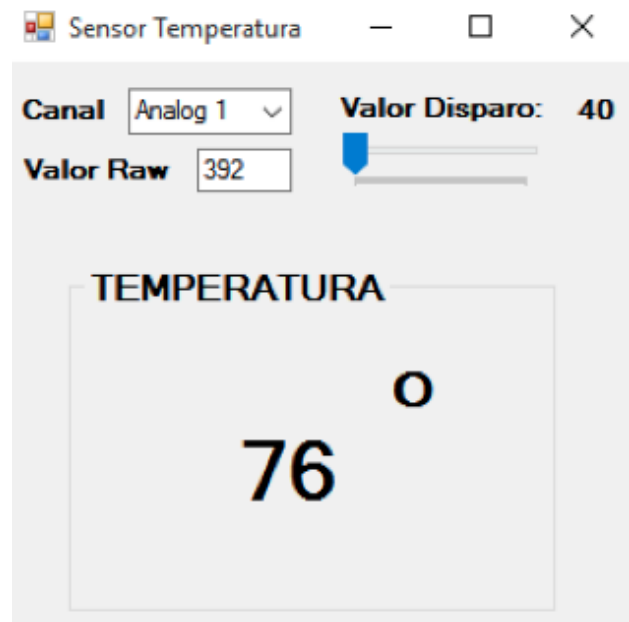 Sensor Temperatura
Canal Analog 1 Valor Disparo: 40
Valor Raw 392
TEMPERATURA
o
76